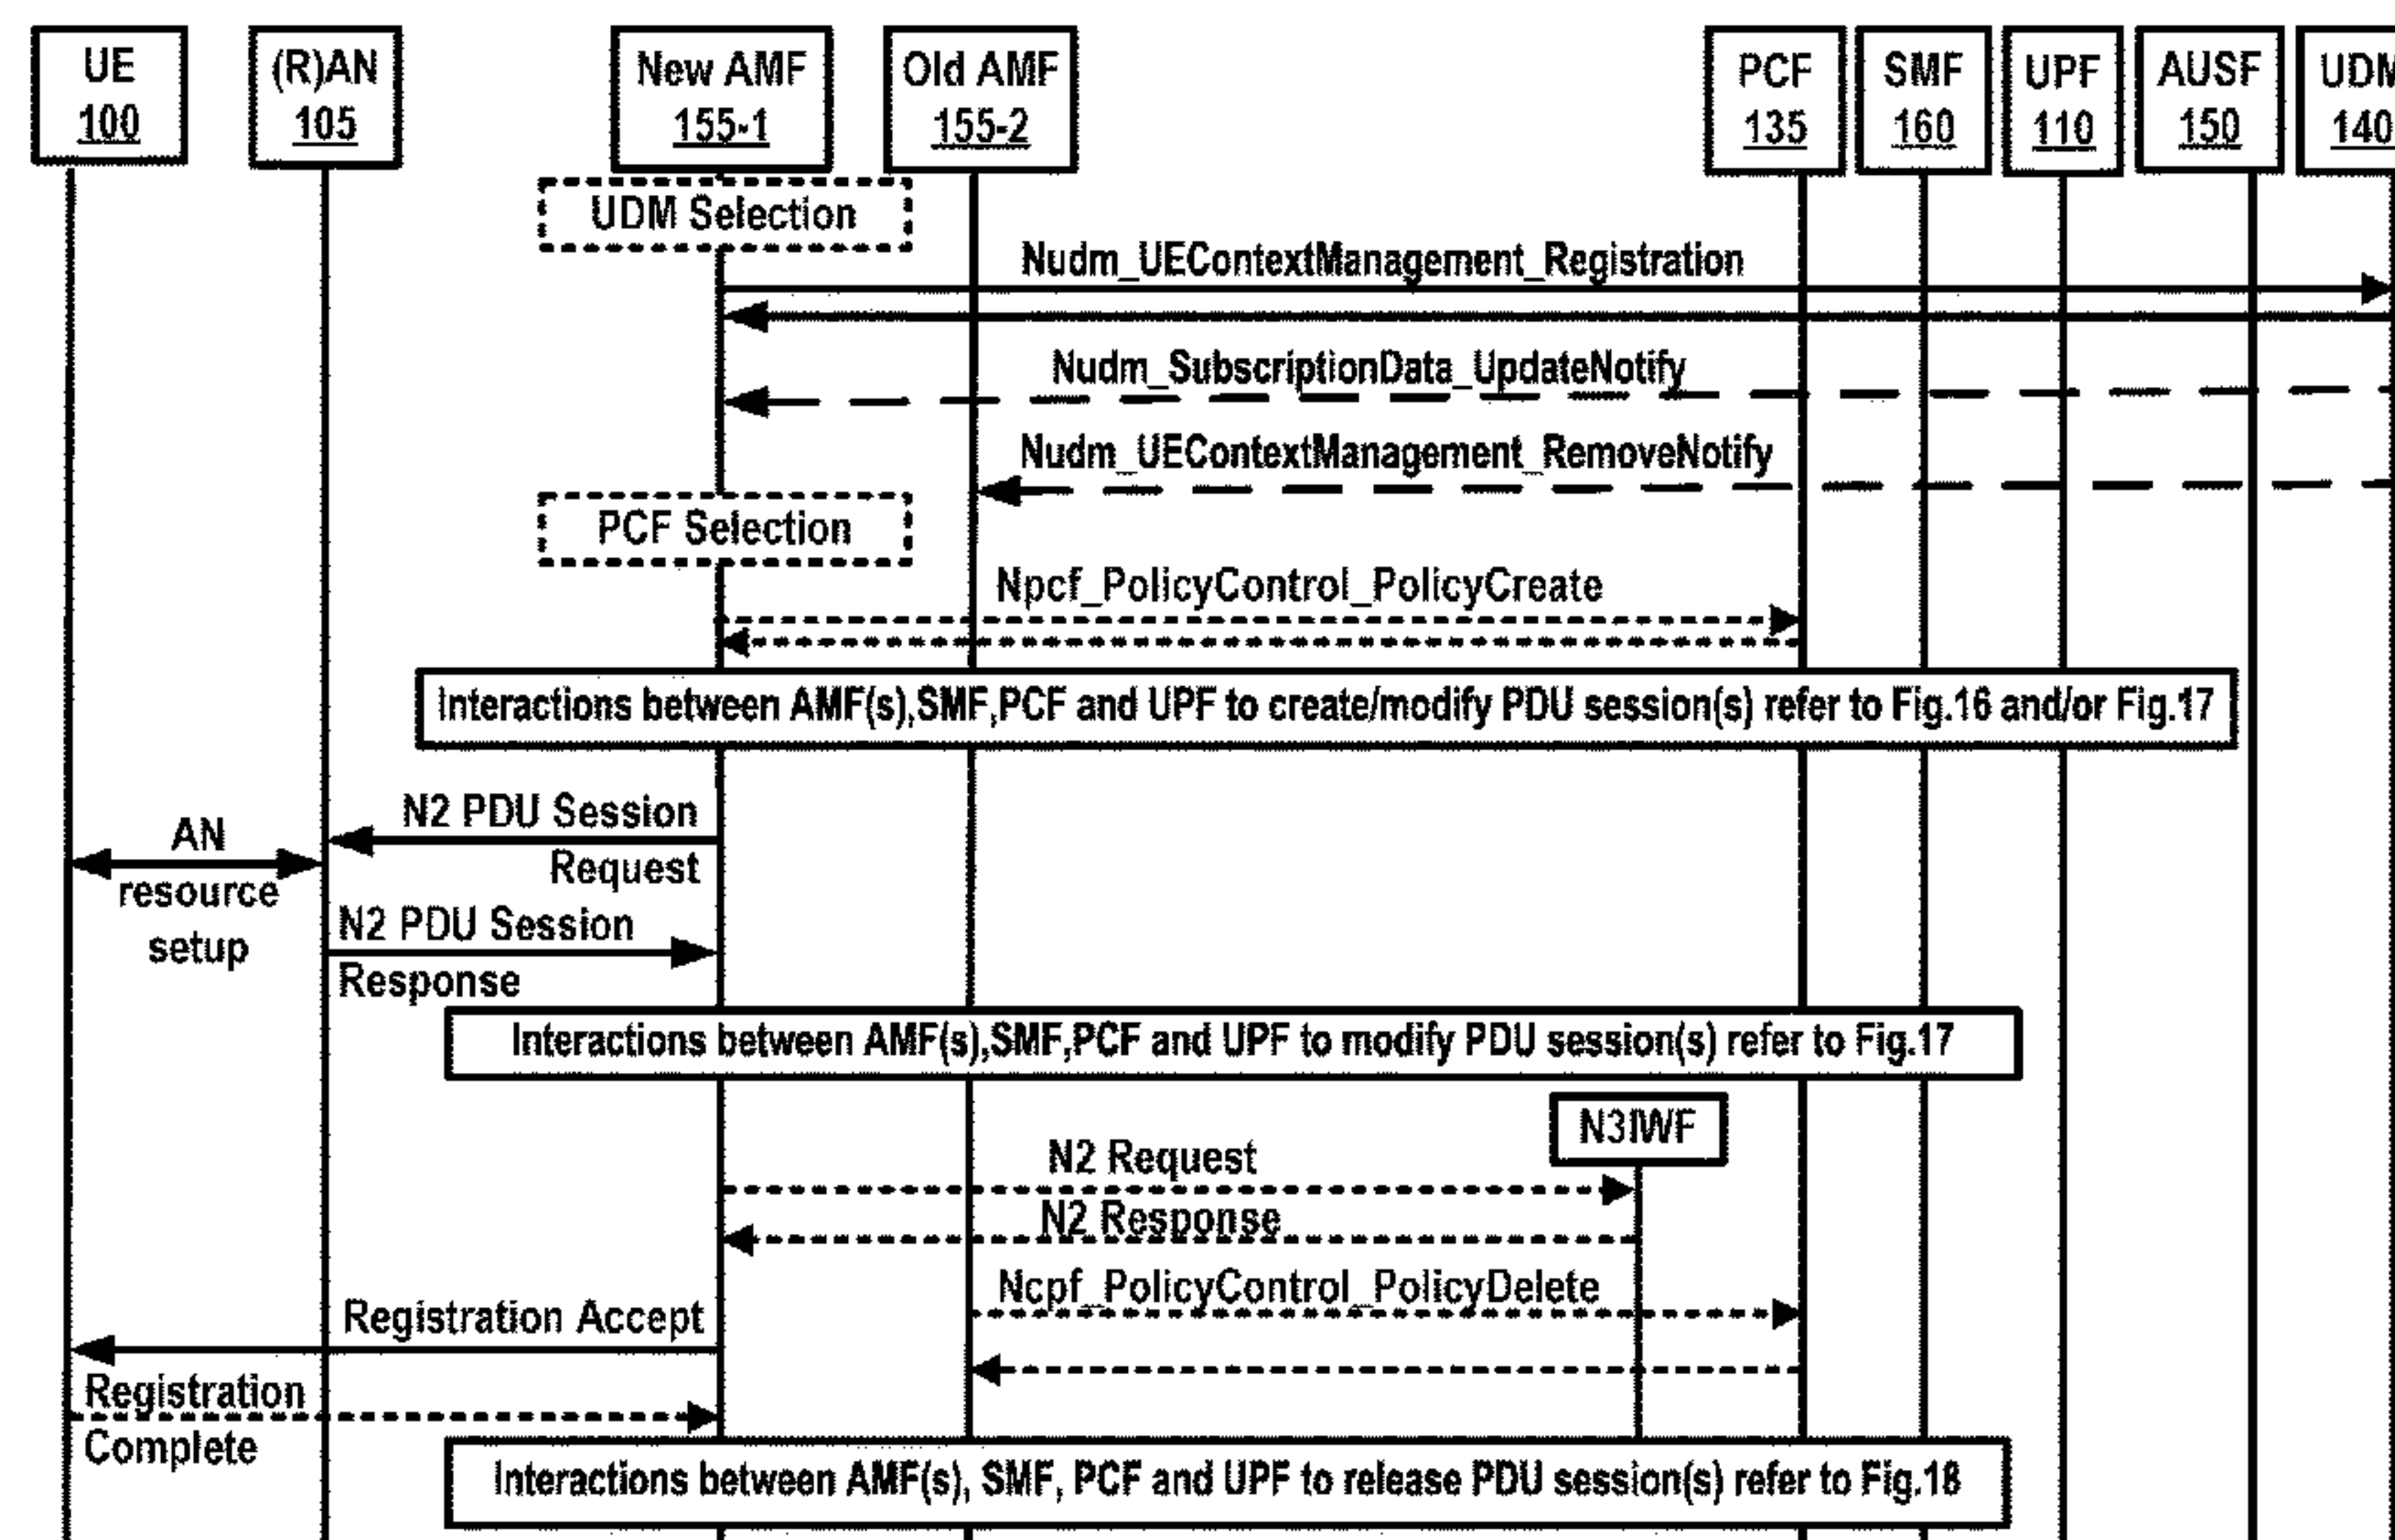 UE
100
(R)AN
105
New AMF
155-1
Old AMF
155-2
PCF
135
SMF
160
UPF
110
AUSF
150
UDM
140
UDM Selection
Nudm_UEContextManagement_Registration
Nudm_SubscriptionData_UpdateNotify
Nudm_UEContextManagement_RemoveNotify
PCF Selection
Npcf_PolicyControl_PolicyCreate
Interactions between AMF(s),SMF,PCF and UPF to create/modify PDU session(s) refer to Fig.16 and/or Fig.17
N2 PDU Session
Request
AN
resource
setup
N2 PDU Session
Response
Interactions between AMF(s),SMF,PCF and UPF to modify PDU session(s) refer to Fig.17
N3IWF
N2 Request
N2 Response
Ncpf_PolicyControl_PolicyDelete
Registration Accept
Registration
Complete
Interactions between AMF(s), SMF, PCF and UPF to release PDU session(s) refer to Fig.18